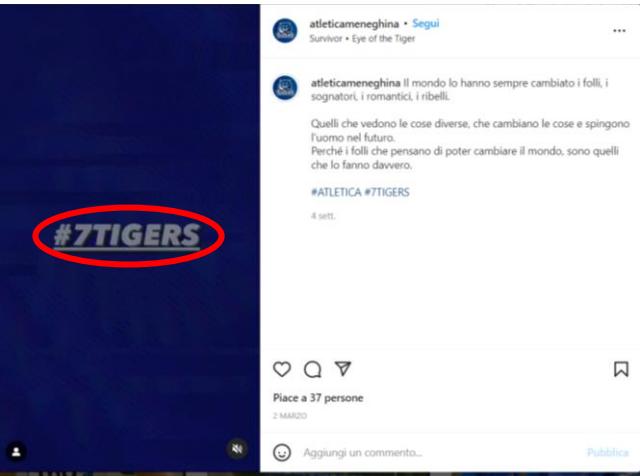 #7TIGERS
atleticameneghina • Segui
Survivor • Eye of the Tiger
atleticameneghina Il mondo lo hanno sempre cambiato i folli, i
sognatori, i romantici, i ribelli.
Quelli che vedono le cose diverse, che cambiano le cose e spingono
l'uomo nel futuro.
Perché i folli che pensano di poter cambiare il mondo, sono quelli
che lo fanno davvero.
#ATLETICA #7TIGERS
4 sett.
Piace a 37 persone
2 MARZO
Aggiungi un commento...
Pubblica